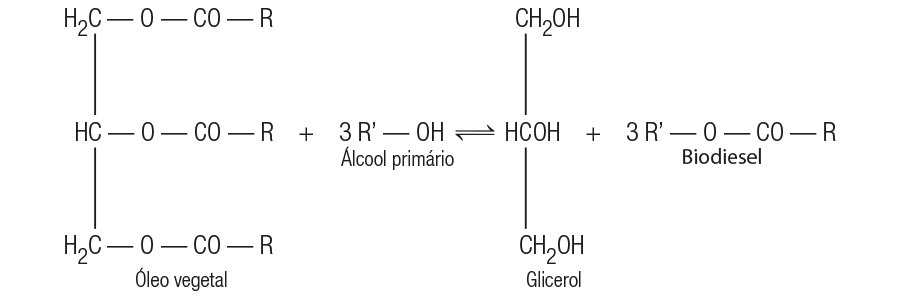 H₂C — O — CO — R CH₂OH
HC — O — CO — R + 3 R’ — OH ⇌ HCOH + 3 R’ — O — CO — R
Álcool primário Biodiesel
H₂C — O — CO — R CH₂OH
Óleo vegetal Glicerol